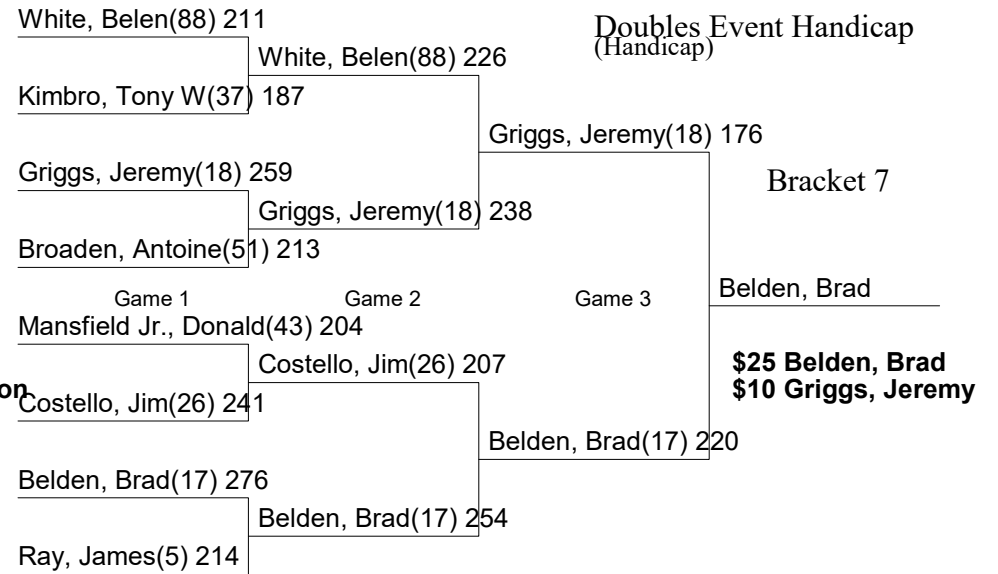 White, Belen(88) 211
Doubles Event Handicap
(Handicap)
White, Belen(88) 226
Kimbro, Tony W(37) 187
Griggs, Jeremy(18) 176
Griggs, Jeremy(18) 259
Bracket 7
Griggs, Jeremy(18) 238
Broaden, Antoine(51) 213
Game 1
Game 2
Game 3
Belden, Brad
Mansfield Jr., Donald(43) 204
Costello, Jim(26) 207
$25 Belden, Brad
on
$10 Griggs, Jeremy
Costello, Jim(26) 241
Belden, Brad(17) 220
Belden, Brad(17) 276
Belden, Brad(17) 254
Ray, James(5) 214